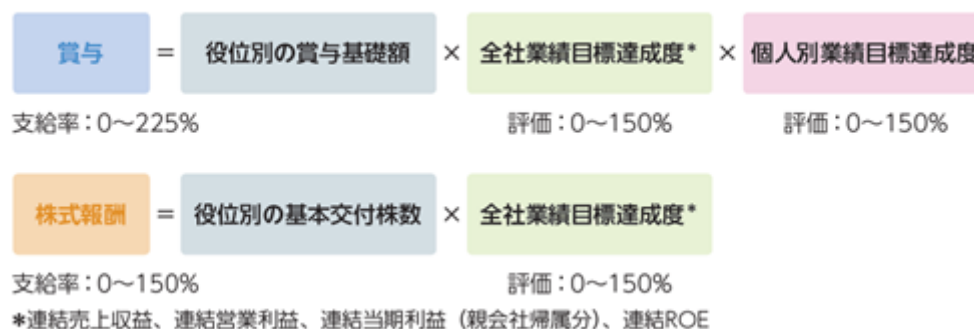 賞与 = 役位別の賞与基礎額 × 全社業績目標達成度* × 個人別業績目標達成度
支給率：0～225% 評価：0～150% 評価：0～150%
株式報酬 = 役位別の基本交付株数 × 全社業績目標達成度*
支給率：0～150% 評価：0～150%
*連結売上収益、連結営業利益、連結当期利益（親会社帰属分）、連結ROE